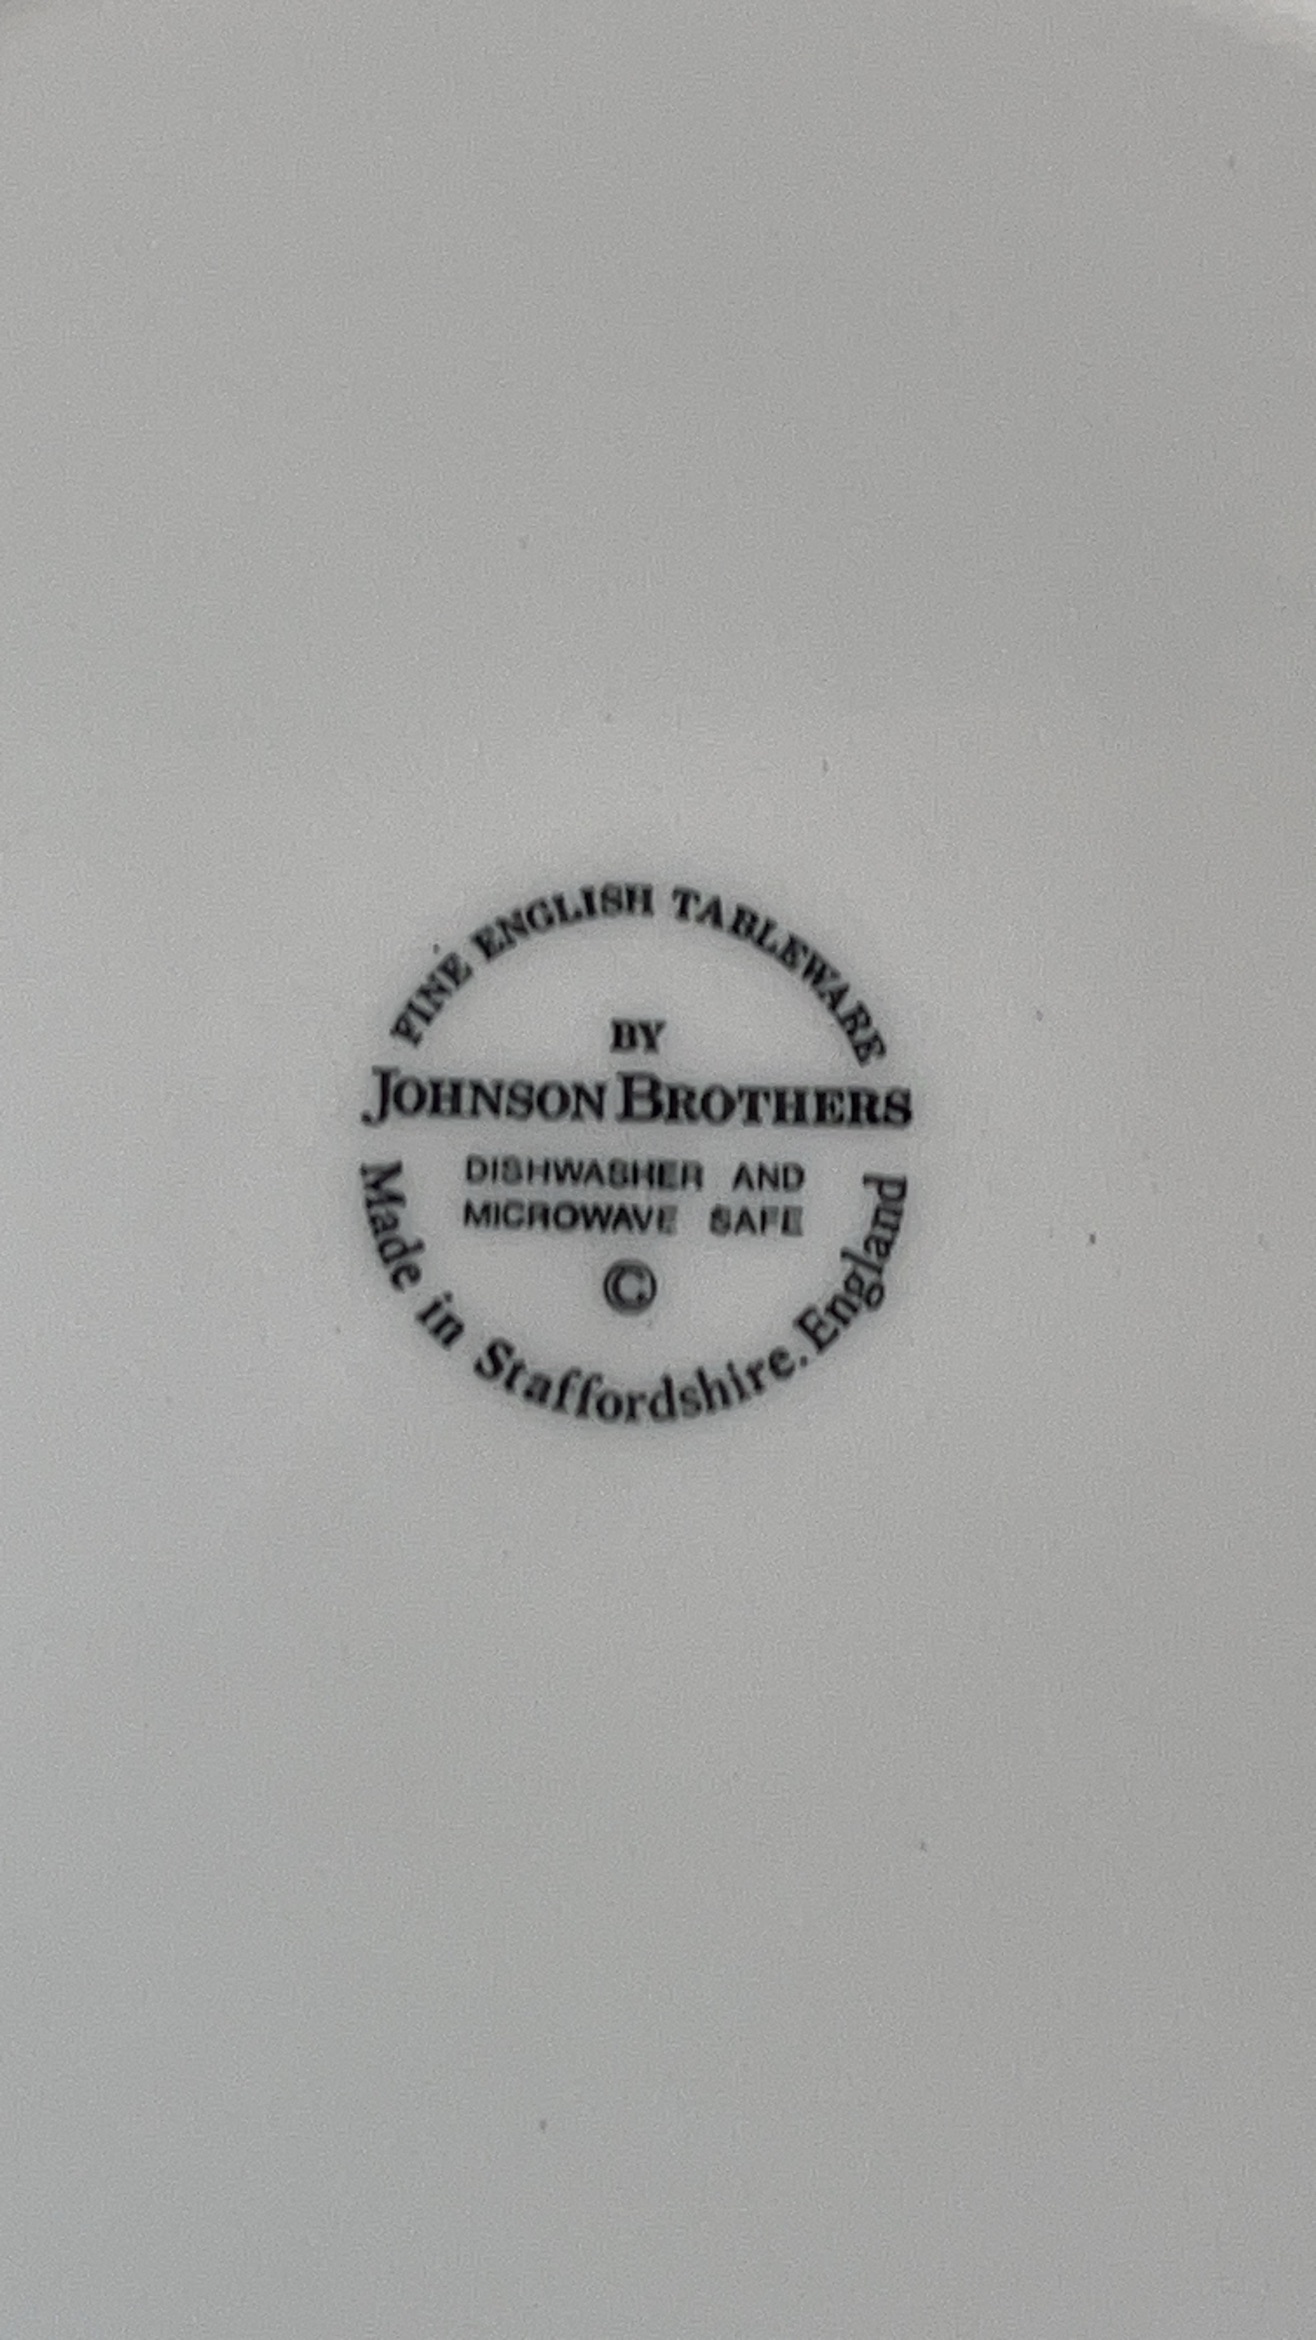 FINE ENGLISH TABLEWARE
BY
JOHNSON BROTHERS
DISHWASHER AND
MICROWAVE SAFE
©
Made in Staffordshire. England